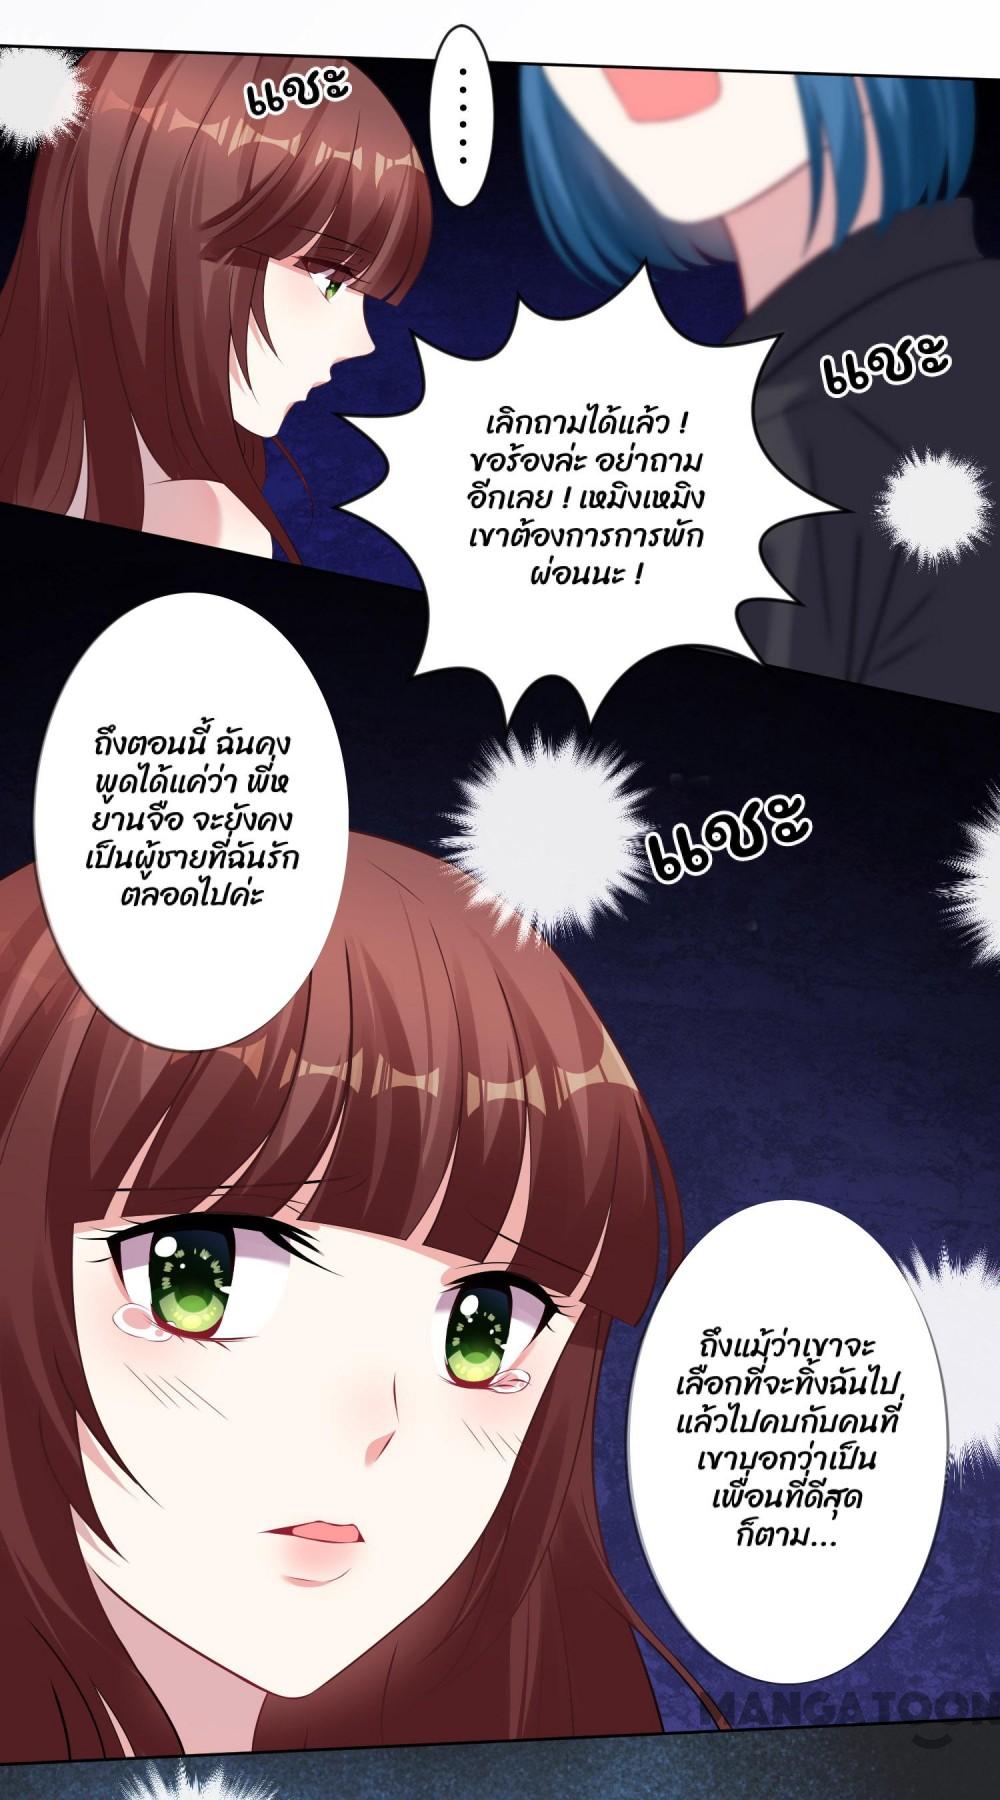 ......
แชะ
แชะ
เลิกถามได้แล้ว !
ขอร้องล่ะ อย่าถาม
อีกเลย ! เหมิงเหมิง
เขาต้องการการพัก
ผ่อนนะ !
ถึงตอนนี้ ฉันคง
พูดได้แค่ว่า พี่ห
ยานจือ จะยังคง
เป็นผู้ชายที่ฉันรัก
ตลอดไปค่ะ
แชะ
ถึงแม้ว่าเขาจะ
เลือกที่จะทิ้งฉันไป
แล้วไปคบกับคนที่
เขาบอกว่าเป็น
เพื่อนที่ดีสุด
ก็ตาม...
MANGATOON